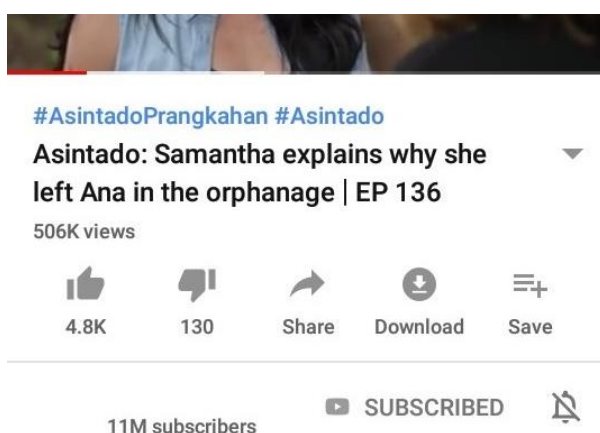 #AsintadoPrangkahan #Asintado
Asintado: Samantha explains why she
left Ana in the orphanage | EP 136
506K views
4.8K 130 Share Download Save
11M subscribers SUBSCRIBED